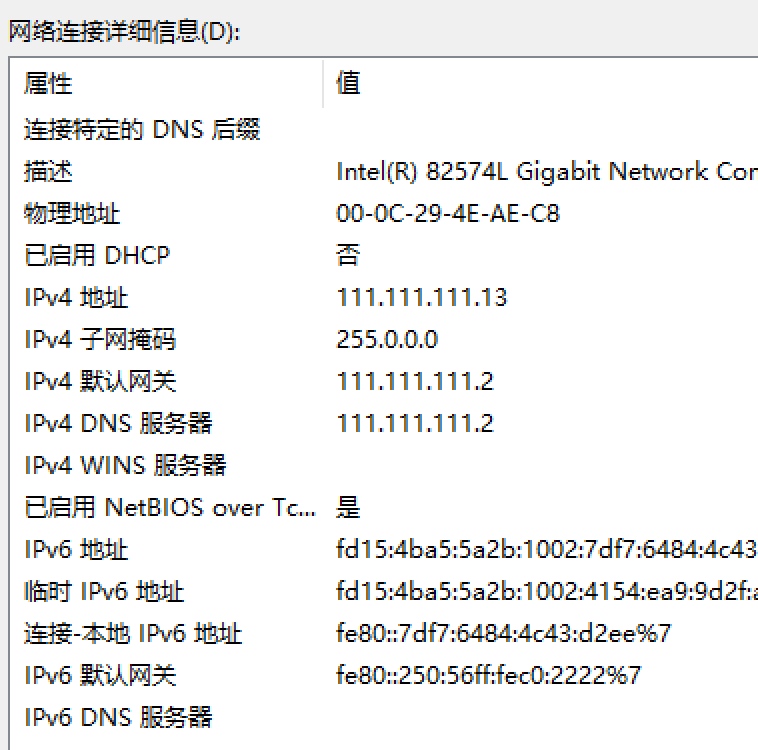 网络连接详细信息(D):
属性 值
连接特定的 DNS 后缀
描述 Intel(R) 82574L Gigabit Network Con
物理地址 00-0C-29-4E-AE-C8
已启用 DHCP 否
IPv4 地址 111.111.111.13
IPv4 子网掩码 255.0.0.0
IPv4 默认网关 111.111.111.2
IPv4 DNS 服务器 111.111.111.2
IPv4 WINS 服务器
已启用 NetBIOS over Tc... 是
IPv6 地址 fd15:4ba5:5a2b:1002:7df7:6484:4c43
临时 IPv6 地址 fd15:4ba5:5a2b:1002:4154:ea9:9d2f:a
连接-本地 IPv6 地址 fe80::7df7:6484:4c43:d2ee%7
IPv6 默认网关 fe80::250:56ff:fec0:2222%7
IPv6 DNS 服务器